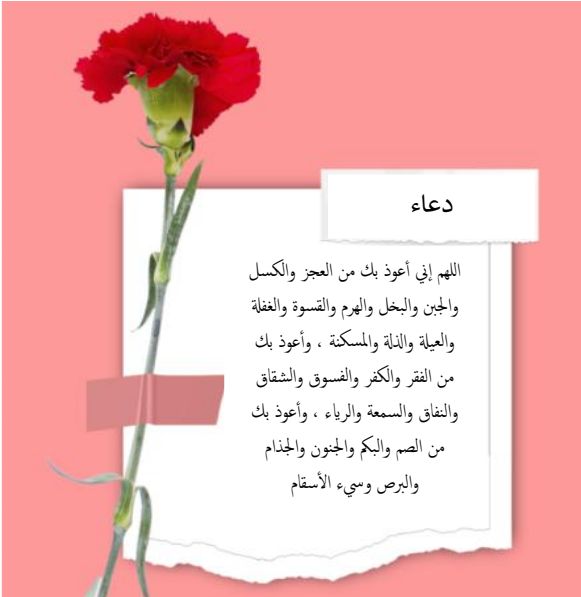 دعاء
اللهم إني أعوذ بك من العجز والكسل
والجبن والبخل والهرم والقسوة والغفلة
والعيلة والذلة والمسكنة ، وأعوذ بك
من الفقر والكفر والفسوق والشقاق
والنفاق والسمعة والرياء ، وأعوذ بك
من الصم والبكم والجنون والجذام
والبرص وسيء الأسقام